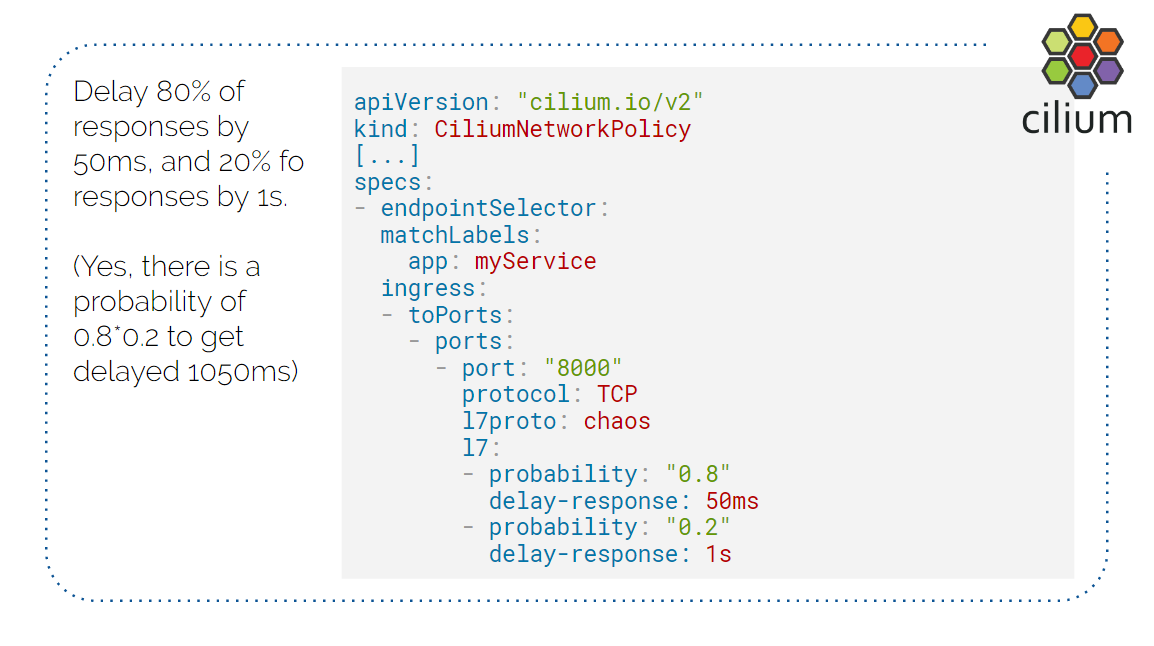 Delay 80% of
responses by
50ms, and 20% fo
responses by 1s.
(Yes, there is a
probability of
0.8*0.2 to get
delayed 1050ms)
apiVersion: "cilium.io/v2"
kind: CiliumNetworkPolicy
[...]
specs:
- endpointSelector:
  matchLabels:
    app: myService
  ingress:
  - toPorts:
    - ports:
      - port: "8000"
        protocol: TCP
        l7proto: chaos
        l7:
        - probability: "0.8"
          delay-response: 50ms
        - probability: "0.2"
          delay-response: 1s
cilium